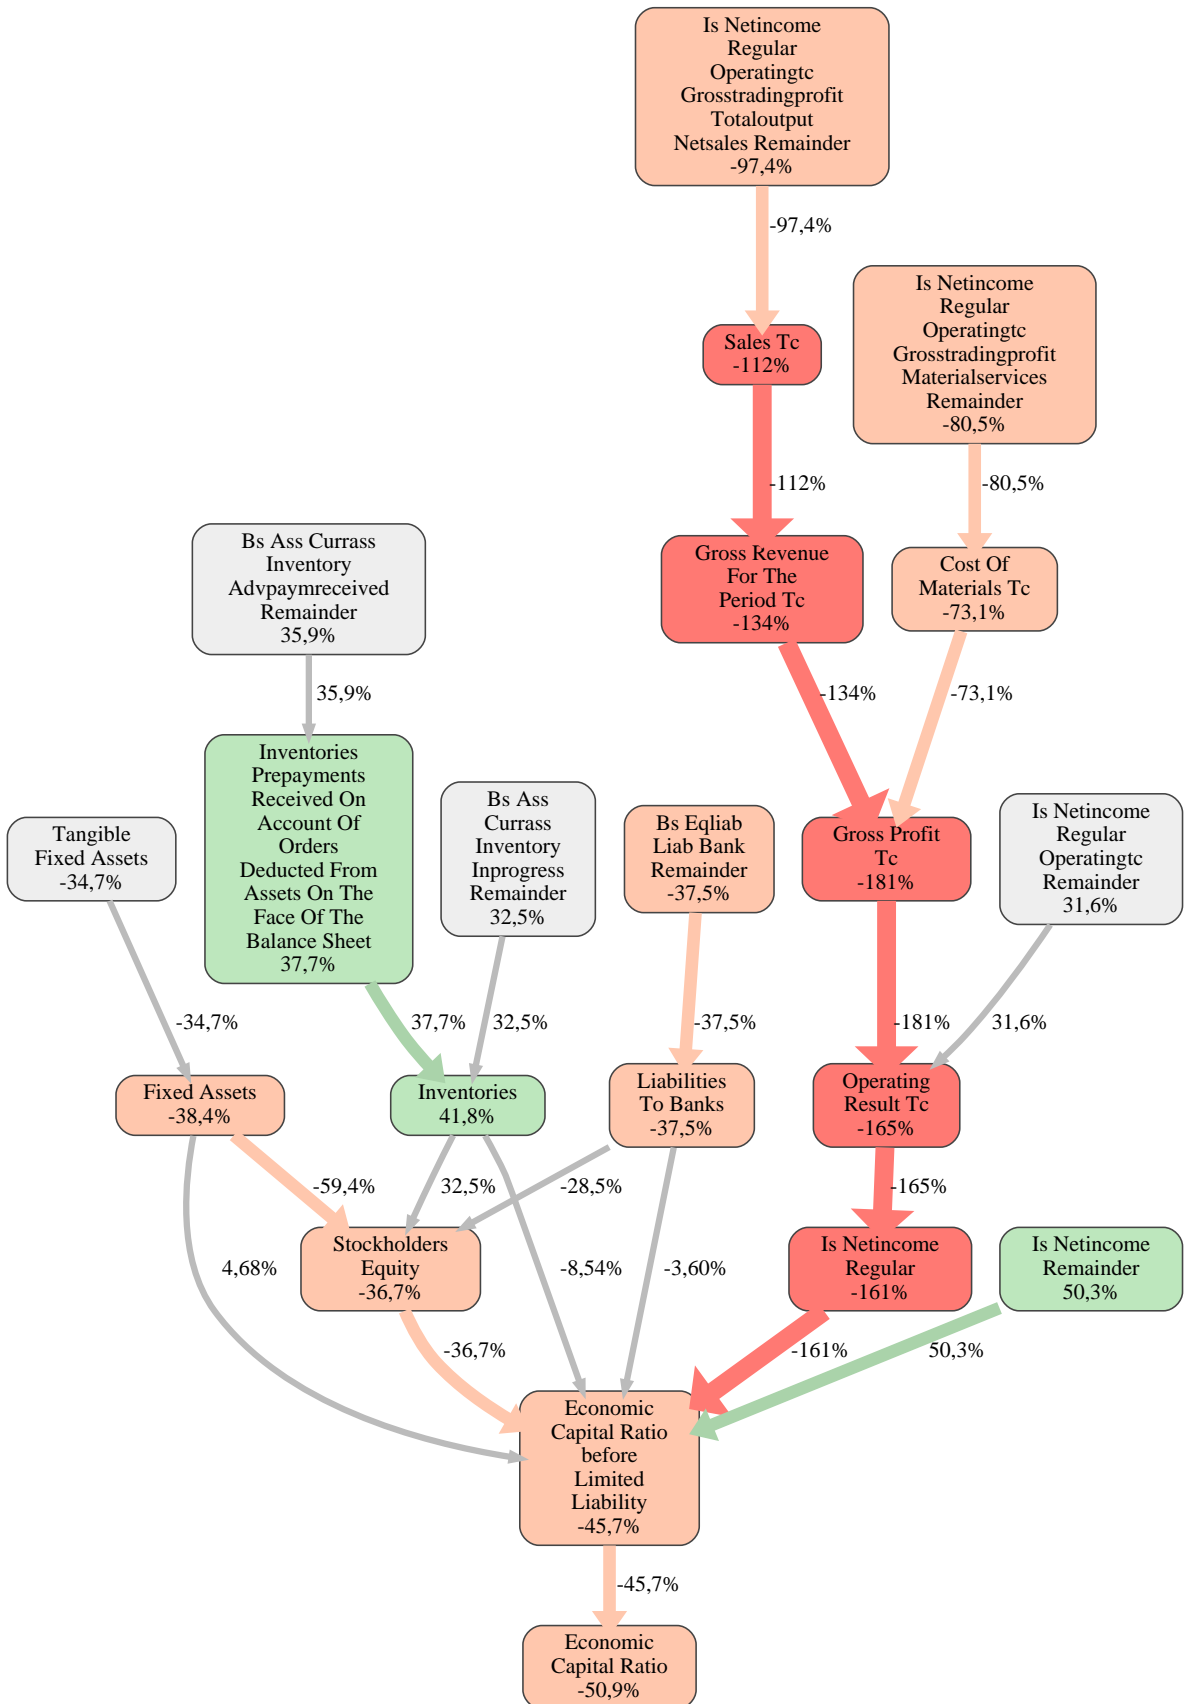 Is Netincome
Regular
Operatingtc
Grosstradingprofit
Totaloutput
Netsales Remainder
-97,4%
-97,4%
Is Netincome
Regular
Operatingtc
Grosstradingprofit
Materialservices
Remainder
-80,5%
Sales Tc
-112%
-112%
-80,5%
Bs Ass Currass
Inventory
Advpaymreceived
Remainder
35,9%
Gross Revenue
For The
Period Tc
-134%
Cost Of
Materials Tc
-73,1%
35,9%
-134%
-73,1%
Inventories
Prepayments
Received On
Account Of
Orders
Deducted From
Assets On The
Face Of The
Balance Sheet
37,7%
Tangible
Fixed Assets
-34,7%
Bs Ass
Currass
Inventory
Inprogress
Remainder
32,5%
Bs Eqliab
Liab Bank
Remainder
-37,5%
Gross Profit
Tc
-181%
Is Netincome
Regular
Operatingtc
Remainder
31,6%
-34,7%
37,7%
32,5%
-37,5%
-181%
31,6%
Fixed Assets
-38,4%
Inventories
41,8%
Liabilities
To Banks
-37,5%
Operating
Result Tc
-165%
-59,4%
32,5%
-28,5%
-165%
Stockholders
Equity
-36,7%
Is Netincome
Regular
-161%
Is Netincome
Remainder
50,3%
4,68%
-8,54%
-3,60%
-36,7%
-161%
50,3%
Economic
Capital Ratio
before
Limited
Liability
-45,7%
-45,7%
Economic
Capital Ratio
-50,9%